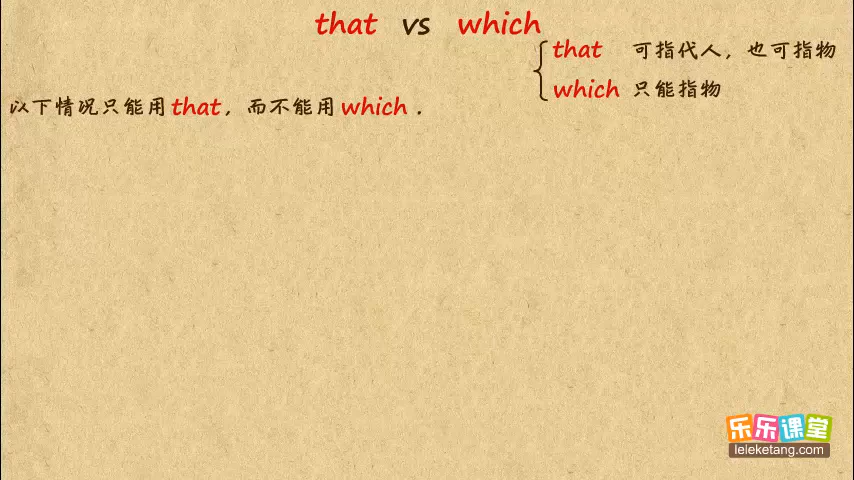 that vs which
that 可指代人，也可指物
which 只能指物
以下情况只能用that，而不能用which．
乐乐课堂
leleketang.com